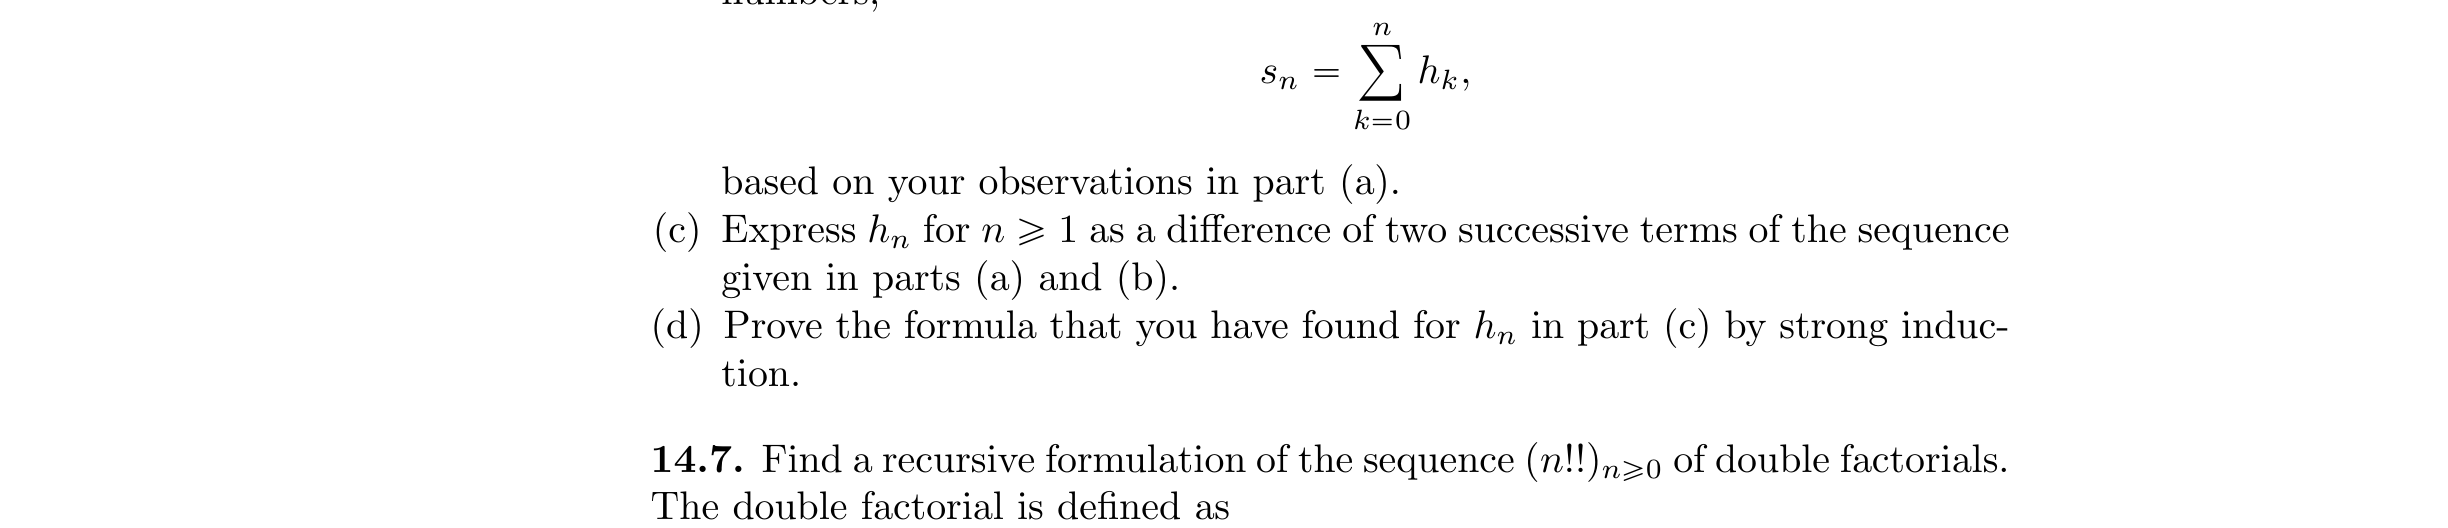 n
s_n = ∑ h_k,
k=0
based on your observations in part (a).
(c) Express h_n for n ⩾ 1 as a difference of two successive terms of the sequence
given in parts (a) and (b).
(d) Prove the formula that you have found for h_n in part (c) by strong induc-
tion.
14.7. Find a recursive formulation of the sequence (n!!)_{n⩾0} of double factorials.
The double factorial is defined as